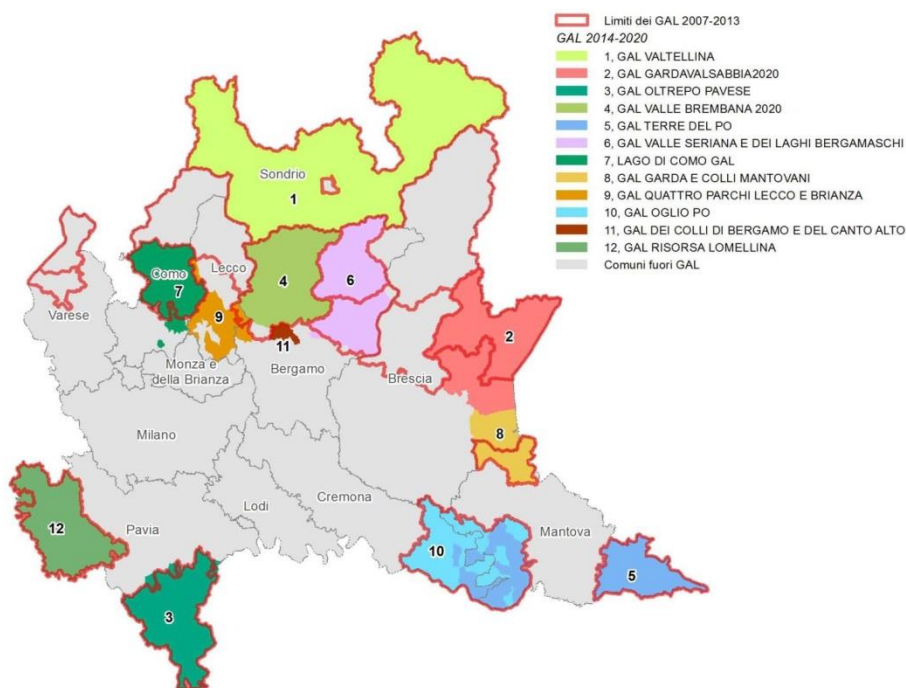 Limiti dei GAL 2007-2013
GAL 2014-2020
1, GAL VALTELLINA
2, GAL GARDAVALSABBIA2020
3, GAL OLTREPO PAVESE
4, GAL VALLE BREMBANA 2020
5, GAL TERRE DEL PO
6, GAL VALLE SERIANA E DEI LAGHI BERGAMASCHI
7, LAGO DI COMO GAL
8, GAL GARDA E COLLI MANTOVANI
9, GAL QUATTRO PARCHI LECCO E BRIANZA
10, GAL OGLIO PO
11, GAL DEI COLLI DI BERGAMO E DEL CANTO ALTO
12, GAL RISORSA LOMELLINA
Comuni fuori GAL
Sondrio
1
Como
Lecco
7
4
6
Varese
9
2
11
Monza e
della Brianza
Bergamo
Brescia
Milano
8
Cremona
Lodi
Pavia
Mantova
12
10
5
3